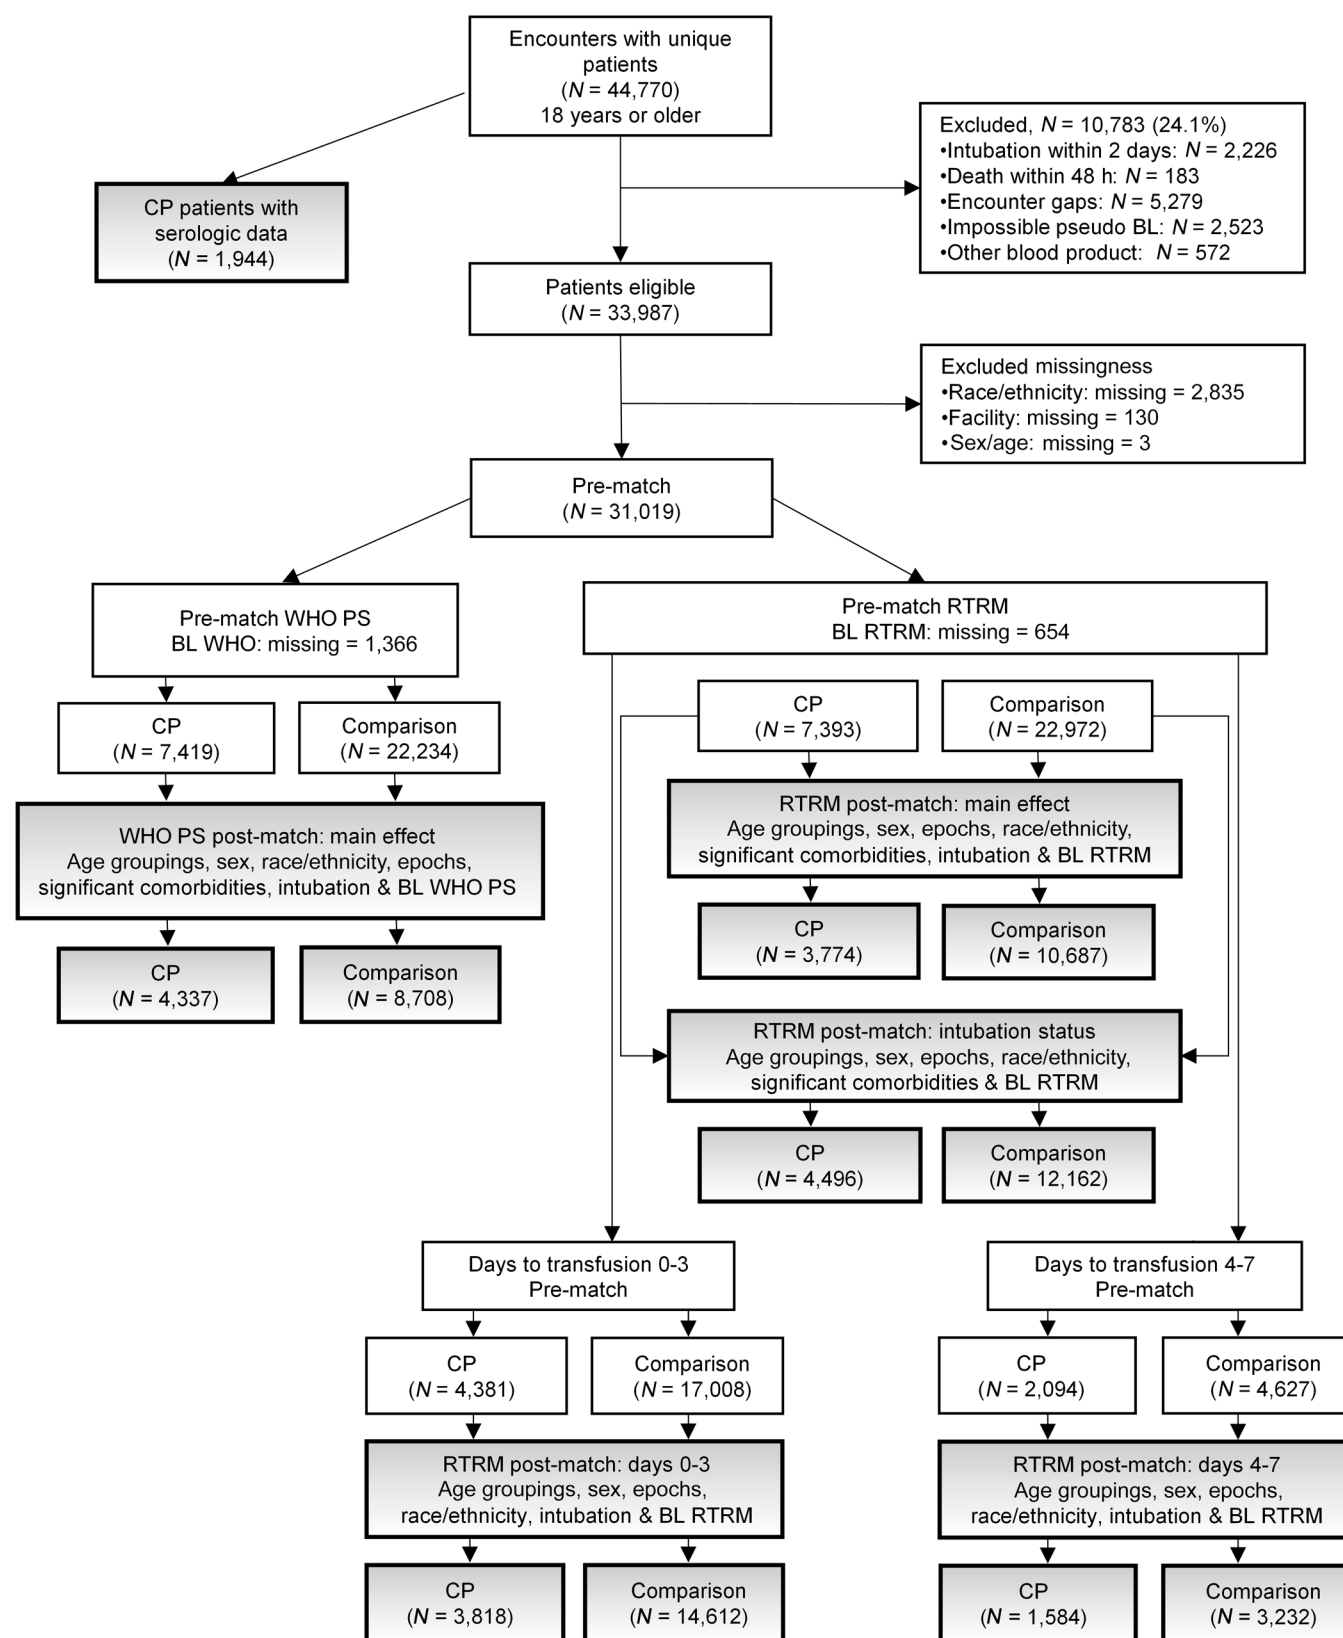 Encounters with unique
patients
(N = 44,770)
18 years or older
Excluded, N = 10,783 (24.1%)
•Intubation within 2 days: N = 2,226
•Death within 48 h: N = 183
•Encounter gaps: N = 5,279
•Impossible pseudo BL: N = 2,523
•Other blood product: N = 572
CP patients with
serologic data
(N = 1,944)
Patients eligible
(N = 33,987)
Excluded missingness
•Race/ethnicity: missing = 2,835
•Facility: missing = 130
•Sex/age: missing = 3
Pre-match
(N = 31,019)
Pre-match WHO PS
BL WHO: missing = 1,366
Pre-match RTRM
BL RTRM: missing = 654
CP
(N = 7,419)
Comparison
(N = 22,234)
CP
(N = 7,393)
Comparison
(N = 22,972)
WHO PS post-match: main effect
Age groupings, sex, race/ethnicity, epochs,
significant comorbidities, intubation & BL WHO PS
RTRM post-match: main effect
Age groupings, sex, epochs, race/ethnicity,
significant comorbidities, intubation & BL RTRM
CP
(N = 4,337)
Comparison
(N = 8,708)
CP
(N = 3,774)
Comparison
(N = 10,687)
RTRM post-match: intubation status
Age groupings, sex, epochs, race/ethnicity,
significant comorbidities & BL RTRM
CP
(N = 4,496)
Comparison
(N = 12,162)
Days to transfusion 0-3
Pre-match
Days to transfusion 4-7
Pre-match
CP
(N = 4,381)
Comparison
(N = 17,008)
CP
(N = 2,094)
Comparison
(N = 4,627)
RTRM post-match: days 0-3
Age groupings, sex, epochs,
race/ethnicity, intubation & BL RTRM
RTRM post-match: days 4-7
Age groupings, sex, epochs,
race/ethnicity, intubation & BL RTRM
CP
(N = 3,818)
Comparison
(N = 14,612)
CP
(N = 1,584)
Comparison
(N = 3,232)